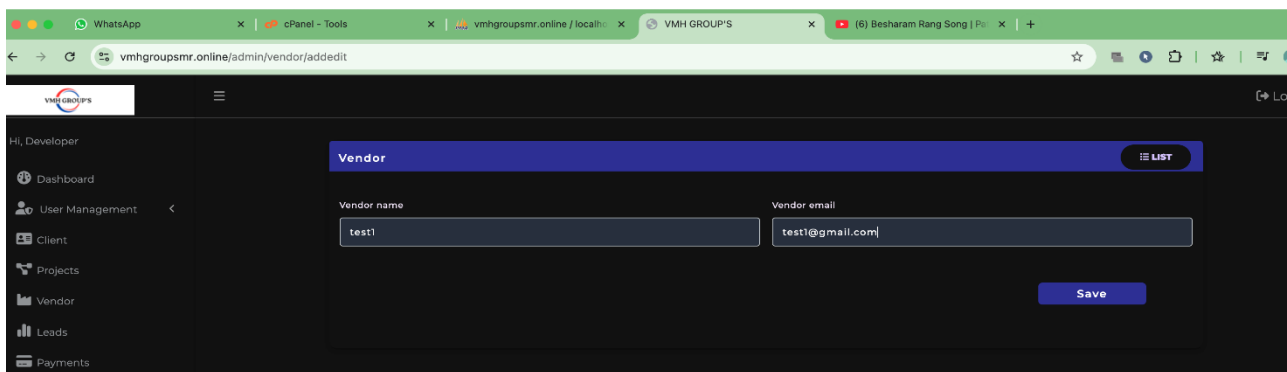 WhatsApp
cPanel - Tools
vmhgroupsmr.online / localho
VMH GROUP'S
(6) Besharam Rang Song | Pa
vmhgroupsmr.online/admin/vendor/addedit
VMH GROUP'S
Lo
Hi, Developer
Vendor
LIST
Dashboard
Vendor name
Vendor email
User Management
test1
test1@gmail.com
Client
Projects
Save
Vendor
Leads
Payments